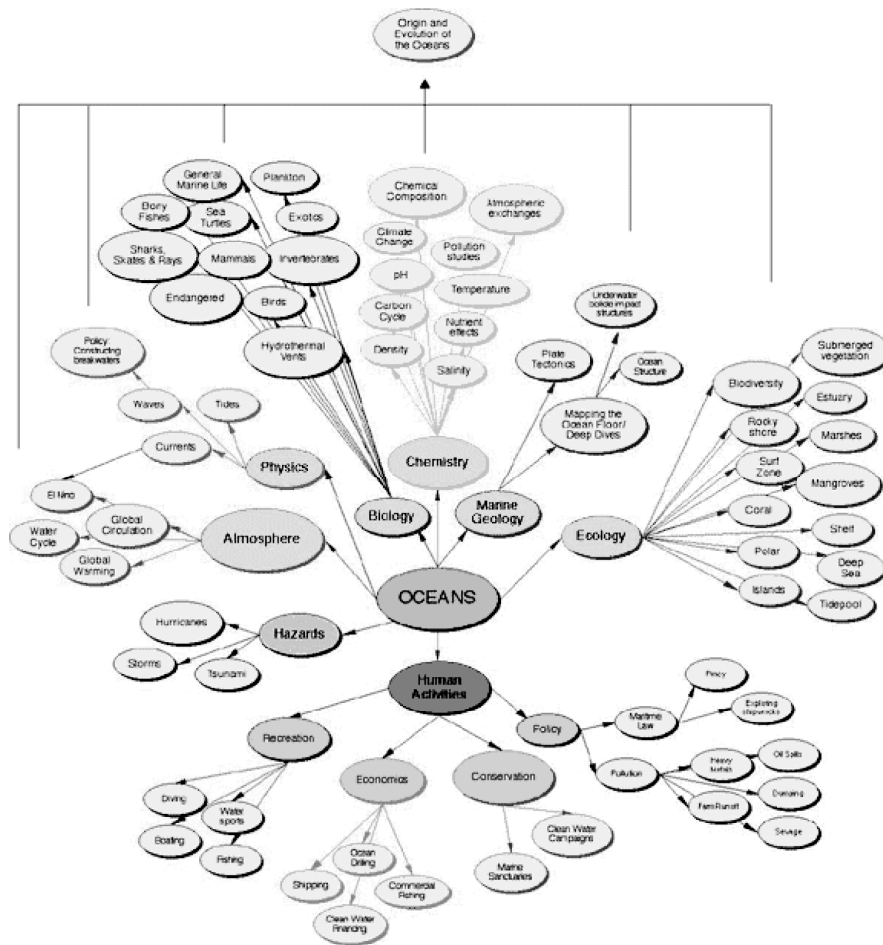 Origin and
Evolution of
the Oceans
General
Marine Life
Plankton
Bony
Fishes
Sea
Turtles
Exotics
Sharks,
Skates & Rays
Mammals
Invertebrates
Endangered
Birds
Hydrothermal
Vents
Chemical
Composition
Atmospheric
exchanges
Climate
Change
Pollution
studies
pH
Temperature
Carbon
Cycle
Nutrient
effects
Density
Salinity
Underwater
bolide impact
structures
Plate
Tectonics
Ocean
Structure
Mapping the
Ocean Floor/
Deep Dives
Submerged
vegetation
Biodiversity
Estuary
Rocky
shore
Marshes
Surf
Zone
Mangroves
Coral
Shelf
Polar
Deep
Sea
Islands
Tidepool
Policy:
Constructing
breakwaters
Waves
Tides
Currents
Physics
Chemistry
Biology
Marine
Geology
Ecology
El Nino
Water
Cycle
Global
Circulation
Global
Warming
Atmosphere
OCEANS
Hurricanes
Hazards
Storms
Tsunami
Human
Activities
Recreation
Policy
Maritime
Law
Piracy
Exploring
shipwrecks
Economics
Conservation
Pollution
Heavy
Metals
Oil Spills
Dumping
Farm Runoff
Sewage
Diving
Water
sports
Boating
Fishing
Ocean
Drilling
Shipping
Commercial
Fishing
Clean Water
Financing
Clean Water
Campaigns
Marine
Sanctuaries